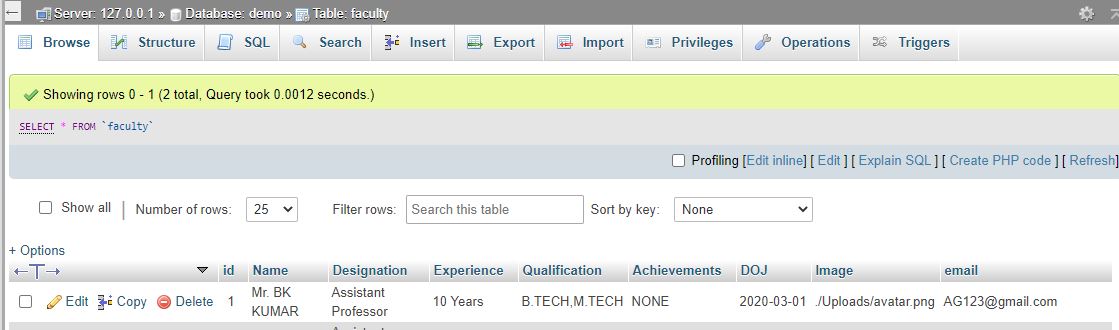 Server: 127.0.0.1 » Database: demo » Table: faculty
Browse Structure SQL Search Insert Export Import Privileges Operations Triggers
Showing rows 0 - 1 (2 total, Query took 0.0012 seconds.)
SELECT * FROM `faculty`
Profiling [Edit inline] [ Edit ] [ Explain SQL ] [ Create PHP code ] [ Refresh]
Show all | Number of rows: 25 Filter rows: Search this table Sort by key: None
+ Options
←T→ id Name Designation Experience Qualification Achievements DOJ Image email
Edit Copy Delete 1 Mr. BK KUMAR Assistant Professor 10 Years B.TECH,M.TECH NONE 2020-03-01 ./Uploads/avatar.png AG123@gmail.com